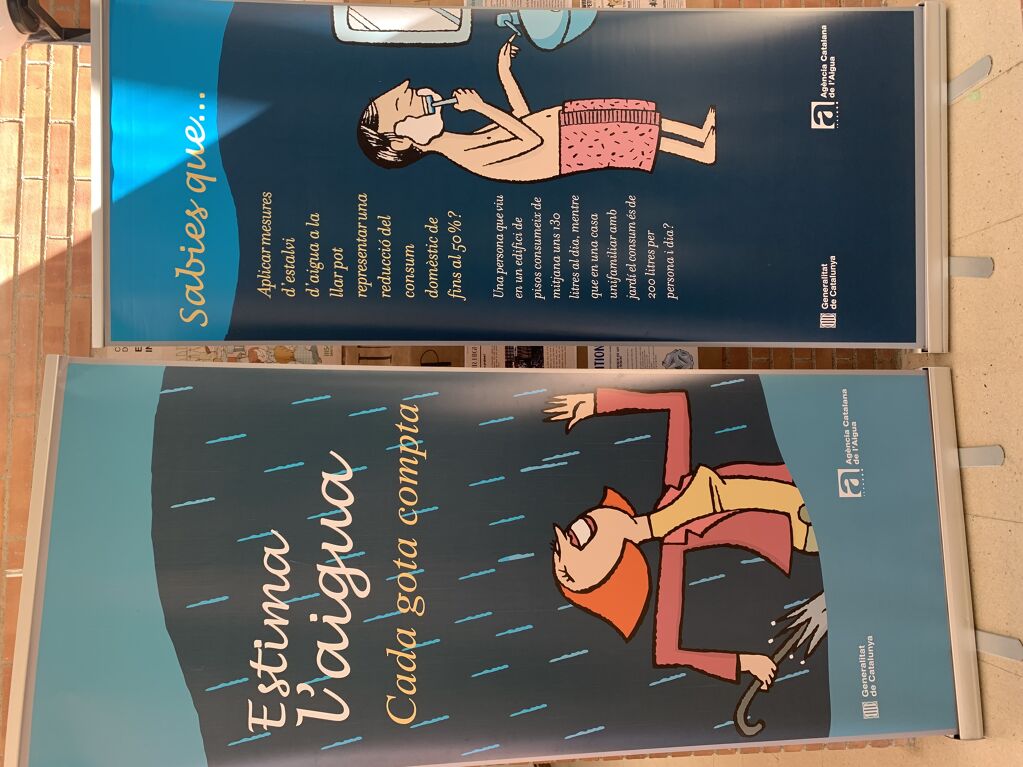 Estima
l'aigua
Cada gota compta
Generalitat
de Catalunya
Agència Catalana
de l'Aigua
Sabies que...
Aplicar mesures
d'estalvi
d'aigua a la
llar pot
representar una
reducció del
consum
domèstic de
fins al 50%?
Una persona que viu
en un edifici de
pisos consumeix de
mitjana uns 130
litres al dia, mentre
que en una casa
unifamiliar amb
jardí el consum és de
200 litres per
persona i dia?
Generalitat
de Catalunya
Agència Catalana
de l'Aigua